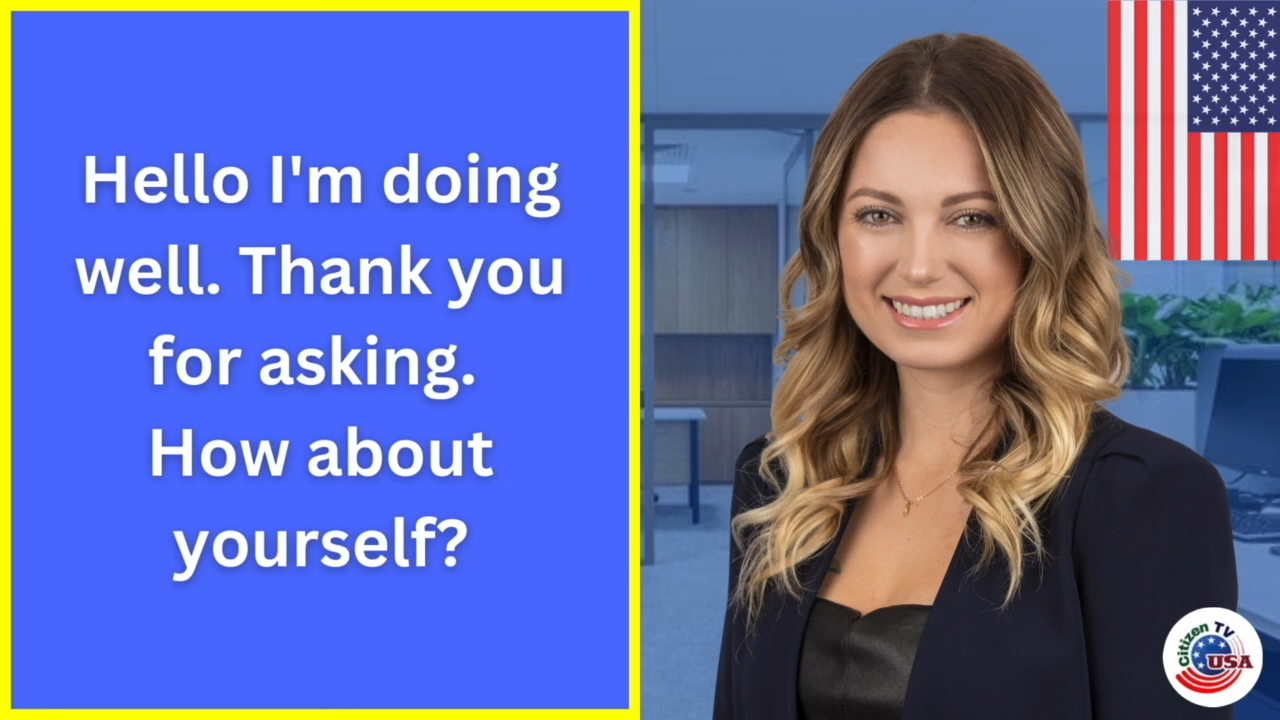 Hello I'm doing
well. Thank you
for asking.
How about
yourself?
Citizen TV
USA